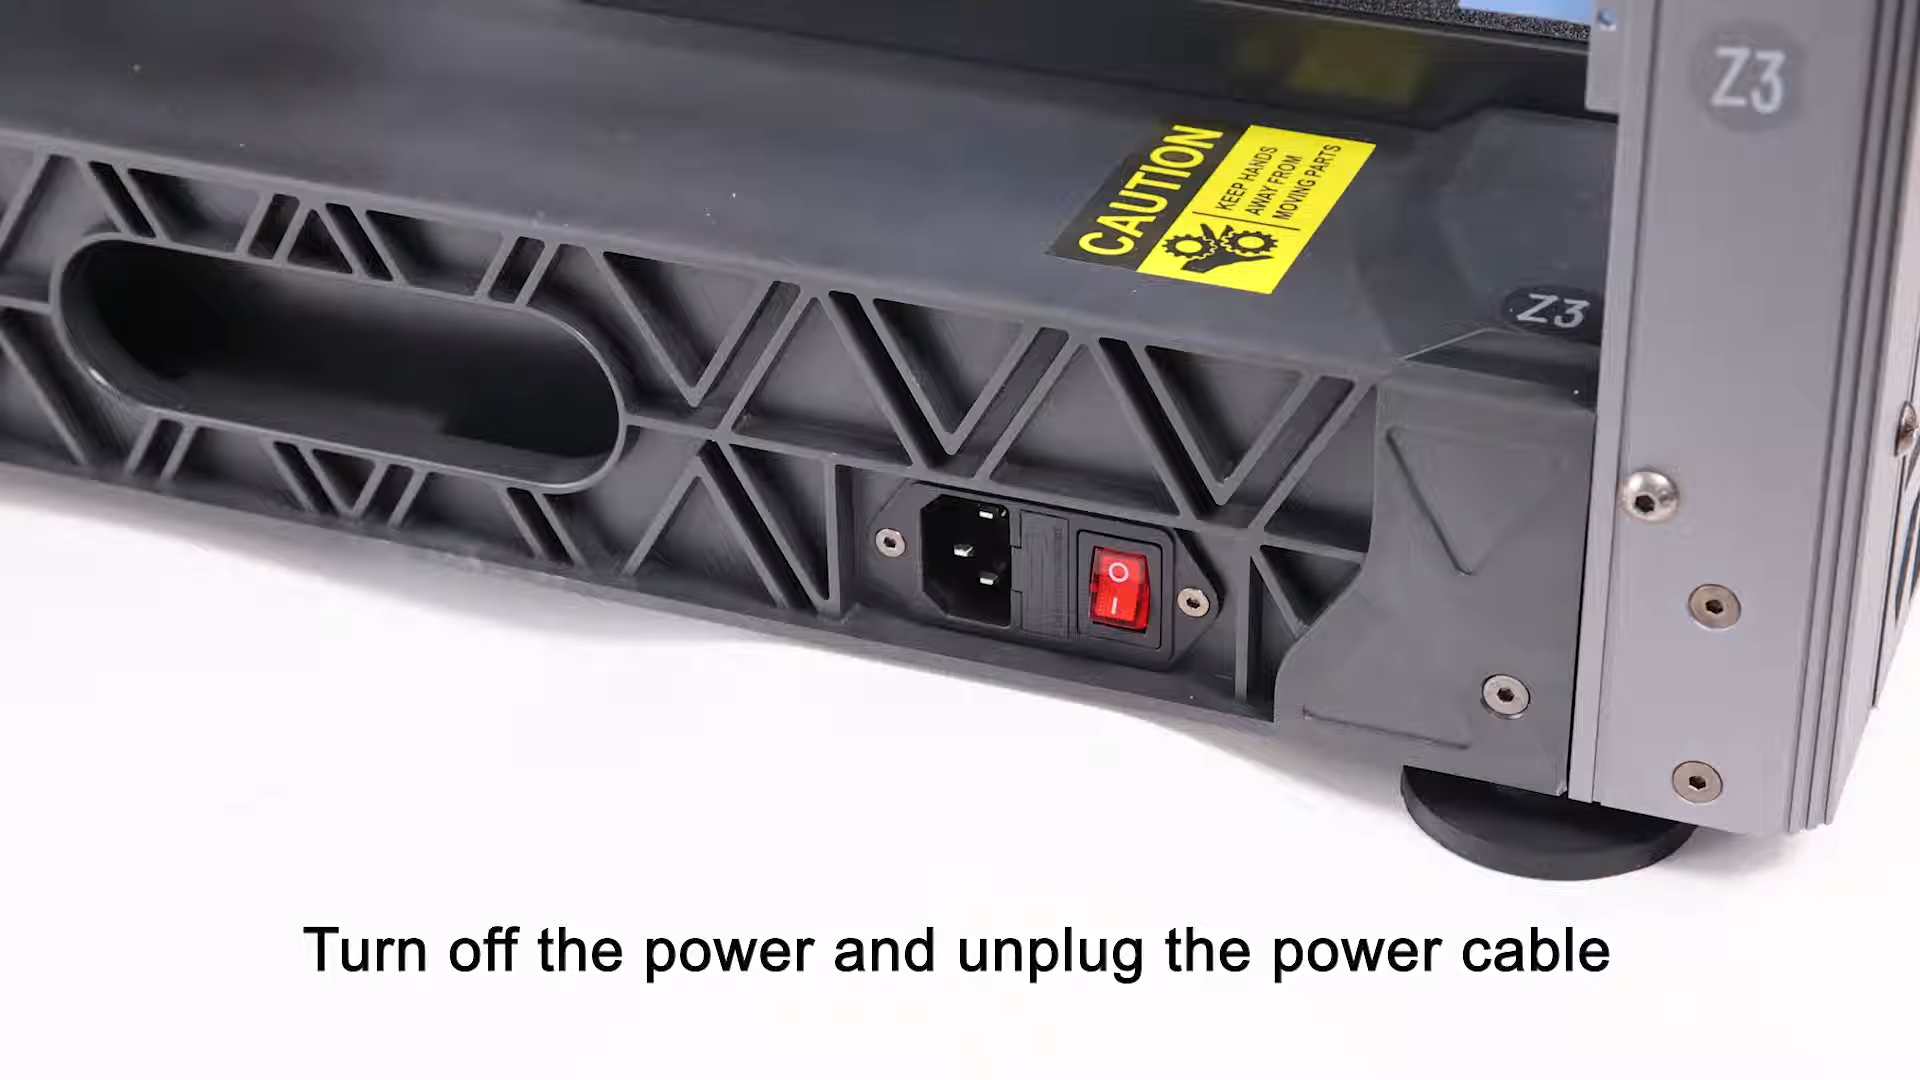 Z3
CAUTION
KEEP HANDS
AWAY FROM
MOVING PARTS
Z3
O
I
Turn off the power and unplug the power cable